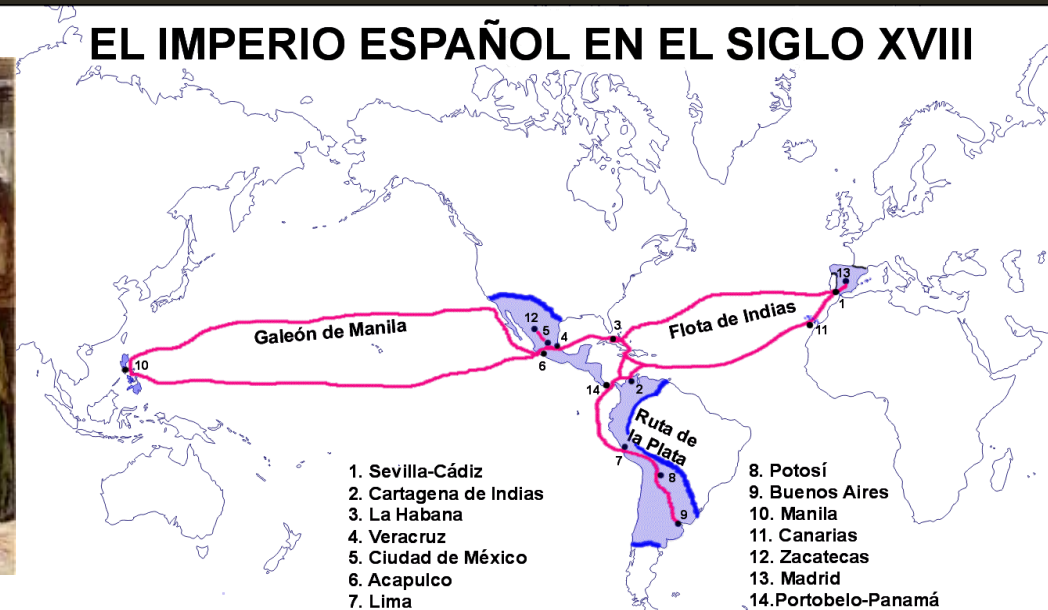 EL IMPERIO ESPAÑOL EN EL SIGLO XVIII
13
1
11
Flota de Indias
12
5
4
3
6
Galeón de Manila
10
14
2
Ruta de
la Plata
7
8
9
1. Sevilla-Cádiz
2. Cartagena de Indias
3. La Habana
4. Veracruz
5. Ciudad de México
6. Acapulco
7. Lima
8. Potosí
9. Buenos Aires
10. Manila
11. Canarias
12. Zacatecas
13. Madrid
14.Portobelo-Panamá